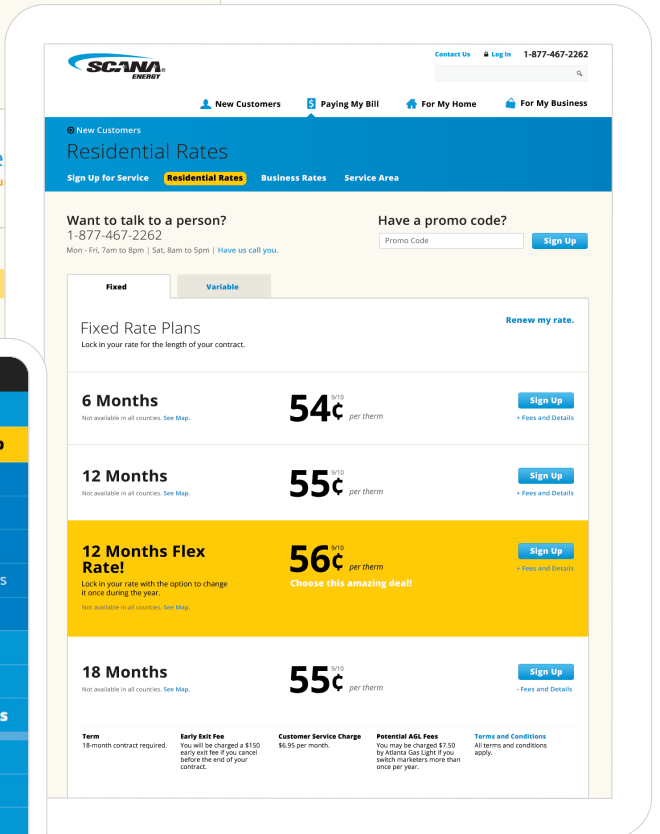 Contact Us Log In 1-877-467-2262
SCANA®
ENERGY
New Customers Paying My Bill For My Home For My Business
New Customers
Residential Rates
Sign Up for Service Residential Rates Business Rates Service Area
Want to talk to a person?
1-877-467-2262
Mon - Fri, 7am to 8pm | Sat, 8am to 5pm | Have us call you.
Have a promo code?
Promo Code Sign Up
Fixed Variable
Fixed Rate Plans
Lock in your rate for the length of your contract.
Renew my rate.
6 Months
Not available in all counties. See Map.
54 9/10 ¢ per therm
Sign Up
+ Fees and Details
12 Months
Not available in all counties. See Map.
55 9/10 ¢ per therm
Sign Up
+ Fees and Details
12 Months Flex
Rate!
Lock in your rate with the option to change
it once during the year.
Not available in all counties. See Map.
56 9/10 ¢ per therm
Choose this amazing deal!
Sign Up
+ Fees and Details
18 Months
Not available in all counties. See Map.
55 9/10 ¢ per therm
Sign Up
- Fees and Details
Term
18-month contract required.
Early Exit Fee
You will be charged a $150
early exit fee if you cancel
before the end of your
contract.
Customer Service Charge
$6.95 per month.
Potential AGL Fees
You may be charged $7.50
by Atlanta Gas Light if you
switch marketers more than
once per year.
Terms and Conditions
All terms and conditions
apply.